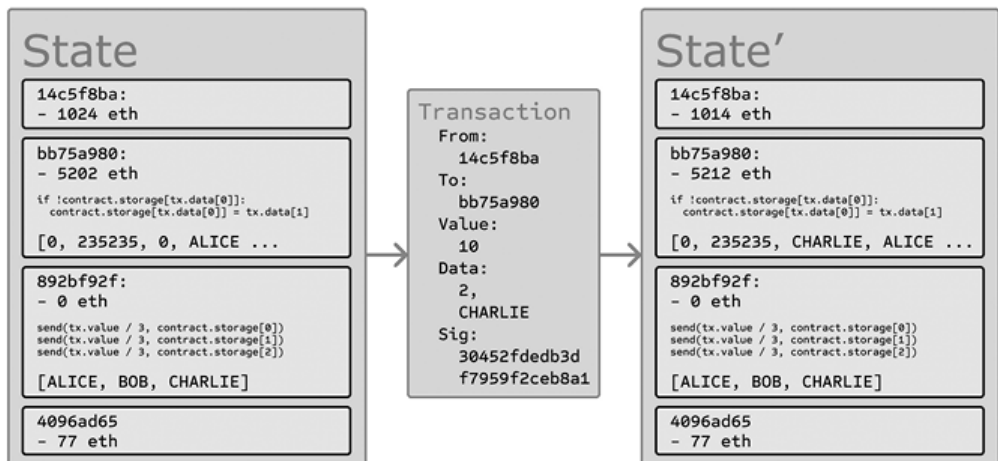 State
14c5f8ba:
- 1024 eth
bb75a980:
- 5202 eth
if !contract.storage[tx.data[0]]:
contract.storage[tx.data[0]] = tx.data[1]
[0, 235235, 0, ALICE ...
892bf92f:
- 0 eth
send(tx.value / 3, contract.storage[0])
send(tx.value / 3, contract.storage[1])
send(tx.value / 3, contract.storage[2])
[ALICE, BOB, CHARLIE]
4096ad65
- 77 eth
Transaction
From:
14c5f8ba
To:
bb75a980
Value:
10
Data:
2,
CHARLIE
Sig:
30452fdedb3d
f7959f2ceb8a1
State′
14c5f8ba:
- 1014 eth
bb75a980:
- 5212 eth
if !contract.storage[tx.data[0]]:
contract.storage[tx.data[0]] = tx.data[1]
[0, 235235, CHARLIE, ALICE ...
892bf92f:
- 0 eth
send(tx.value / 3, contract.storage[0])
send(tx.value / 3, contract.storage[1])
send(tx.value / 3, contract.storage[2])
[ALICE, BOB, CHARLIE]
4096ad65
- 77 eth